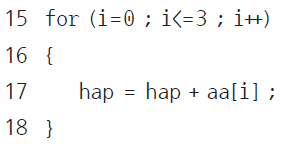 15 for (i=0 ; i<=3 ; i++)
16 {
17     hap = hap + aa[i] ;
18 }